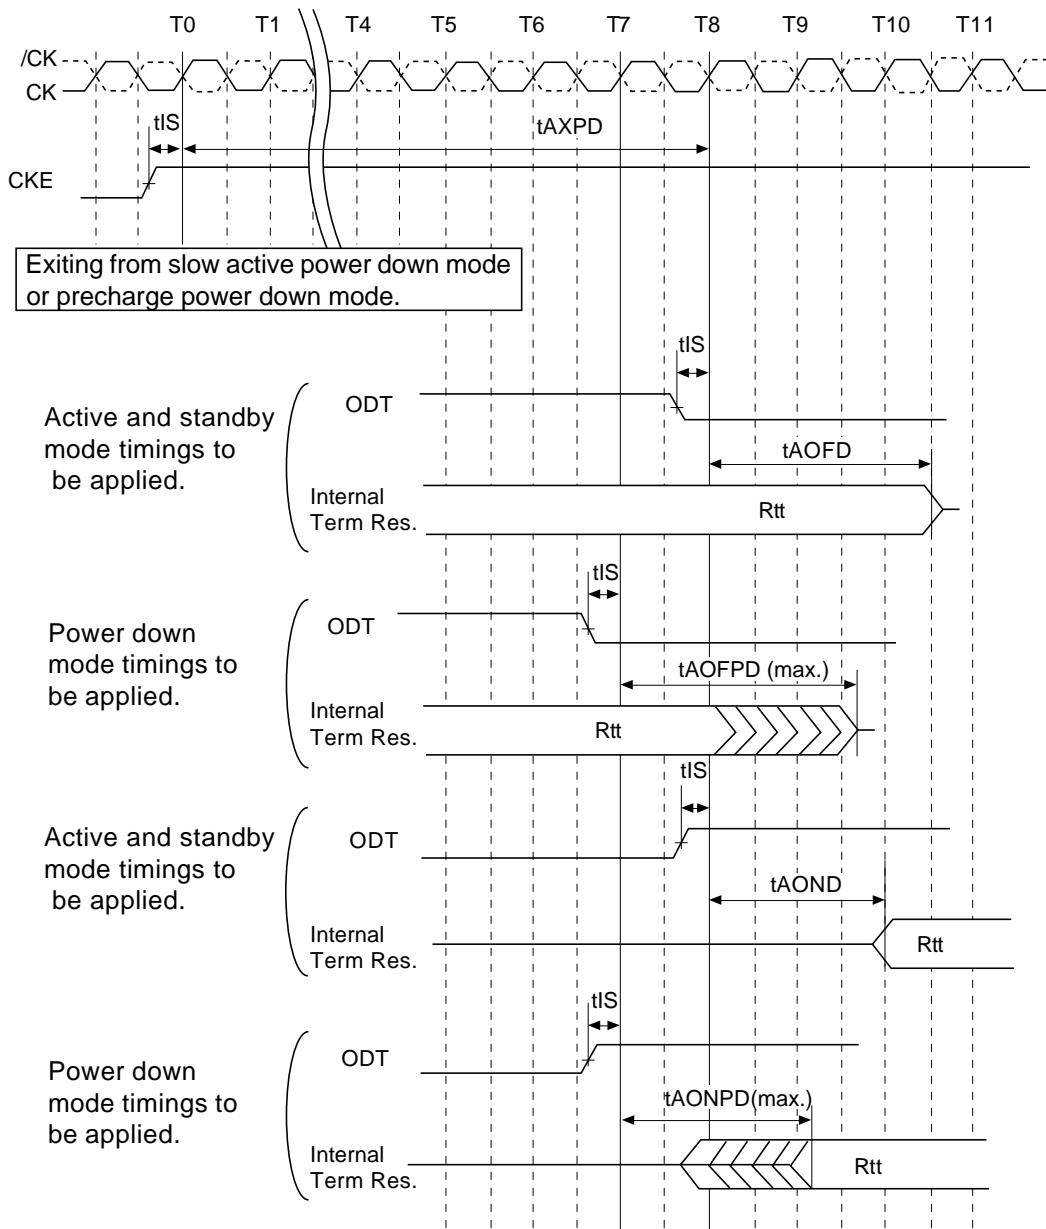 T0 T1 T4 T5 T6 T7 T8 T9 T10 T11
/CK
CK
tIS
tAXPD
CKE
Exiting from slow active power down mode
or precharge power down mode.
tIS
Active and standby
mode timings to
be applied.
ODT
tAOFD
Internal
Term Res.
Rtt
tIS
Power down
mode timings to
be applied.
ODT
tAOFPD (max.)
Internal
Term Res.
Rtt
tIS
Active and standby
mode timings to
be applied.
ODT
tAOND
Internal
Term Res.
Rtt
tIS
Power down
mode timings to
be applied.
ODT
tAONPD(max.)
Internal
Term Res.
Rtt